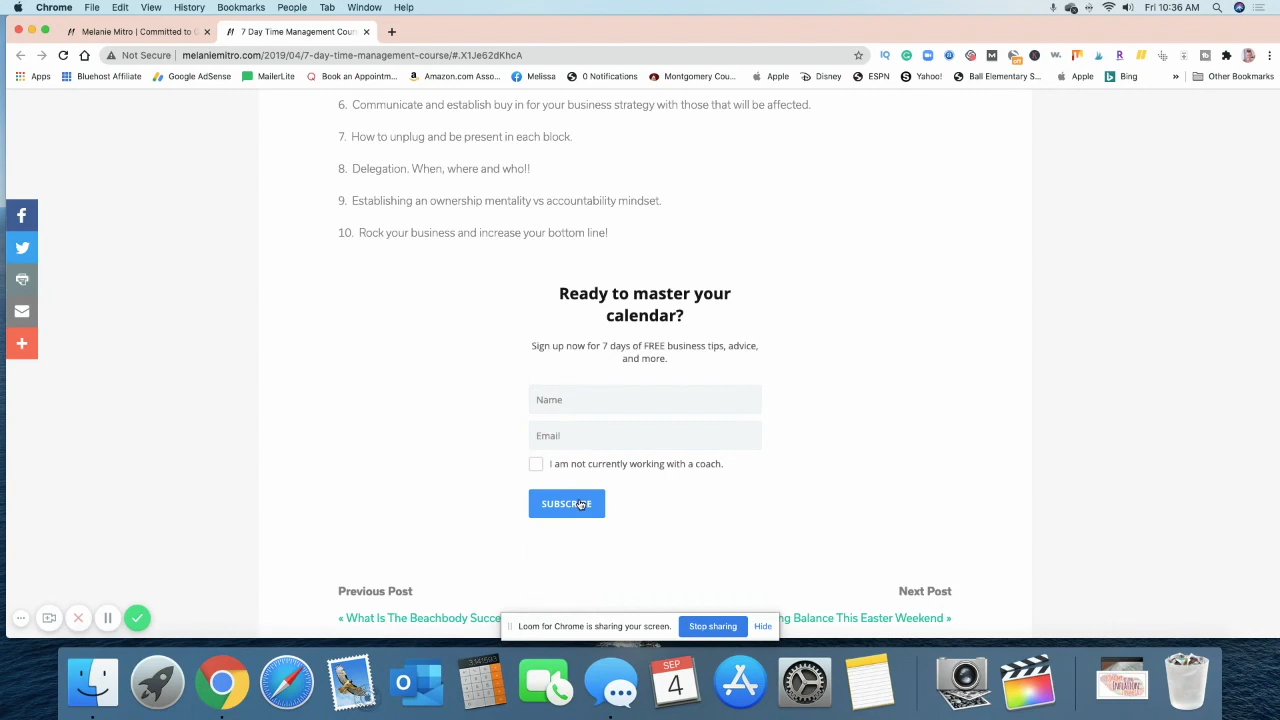 Chrome File Edit View History Bookmarks People Tab Window Help Fri 10:36 AM
Melanie Mitro | Committed to C 7 Day Time Management Cours
Not Secure | melaniemitro.com/2019/04/7-day-time-management-course/#.X1Je62dKhcA
Apps Bluehost Affiliate Google AdSense MailerLite Book an Appointm... Amazon.com Asso... Melissa 0 Notifications Montgomery Cou... Apple Disney ESPN Yahoo! Ball Elementary S... Apple Bing » Other Bookmarks
6. Communicate and establish buy in for your business strategy with those that will be affected.
7. How to unplug and be present in each block.
8. Delegation. When, where and who!!
9. Establishing an ownership mentality vs accountability mindset.
10. Rock your business and increase your bottom line!
Ready to master your
calendar?
Sign up now for 7 days of FREE business tips, advice,
and more.
Name
Email
I am not currently working with a coach.
SUBSCRIBE
Previous Post Next Post
« What Is The Beachbody Succe ng Balance This Easter Weekend »
Loom for Chrome is sharing your screen. Stop sharing Hide
SEP
4